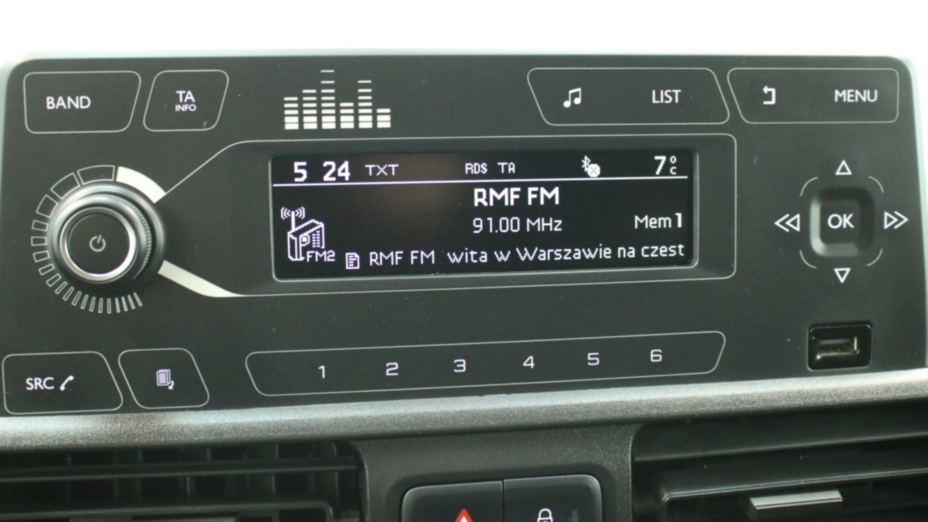 BAND
TA
INFO
LIST
MENU
5 24 TXT RDS TA 7°C
RMF FM
91.00 MHz
Mem 1
FM2
RMF FM wita w Warszawie na czest
OK
1 2 3 4 5 6
SRC